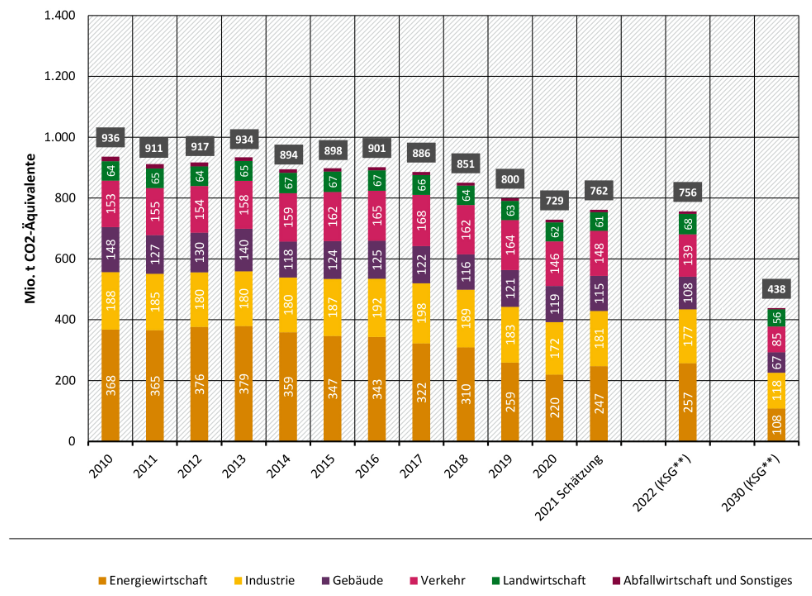 Mio. t CO2-Äquivalente
1.400
1.200
1.000
800
600
400
200
0
936 911 917 934 894 898 901 886 851 800 729 762 756 438
64 65 64 65 67 67 67 66 64 63 62 61 68 56
153 155 154 158 159 162 165 168 162 164 146 148 139 85
148 127 130 140 118 124 125 122 116 121 119 115 108 67
188 185 180 180 180 187 192 198 189 183 172 181 177 118
368 365 376 379 359 347 343 322 310 259 220 247 257 108
2010 2011 2012 2013 2014 2015 2016 2017 2018 2019 2020 2021 Schätzung 2022 (KSG**) 2030 (KSG**)
Energiewirtschaft Industrie Gebäude Verkehr Landwirtschaft Abfallwirtschaft und Sonstiges